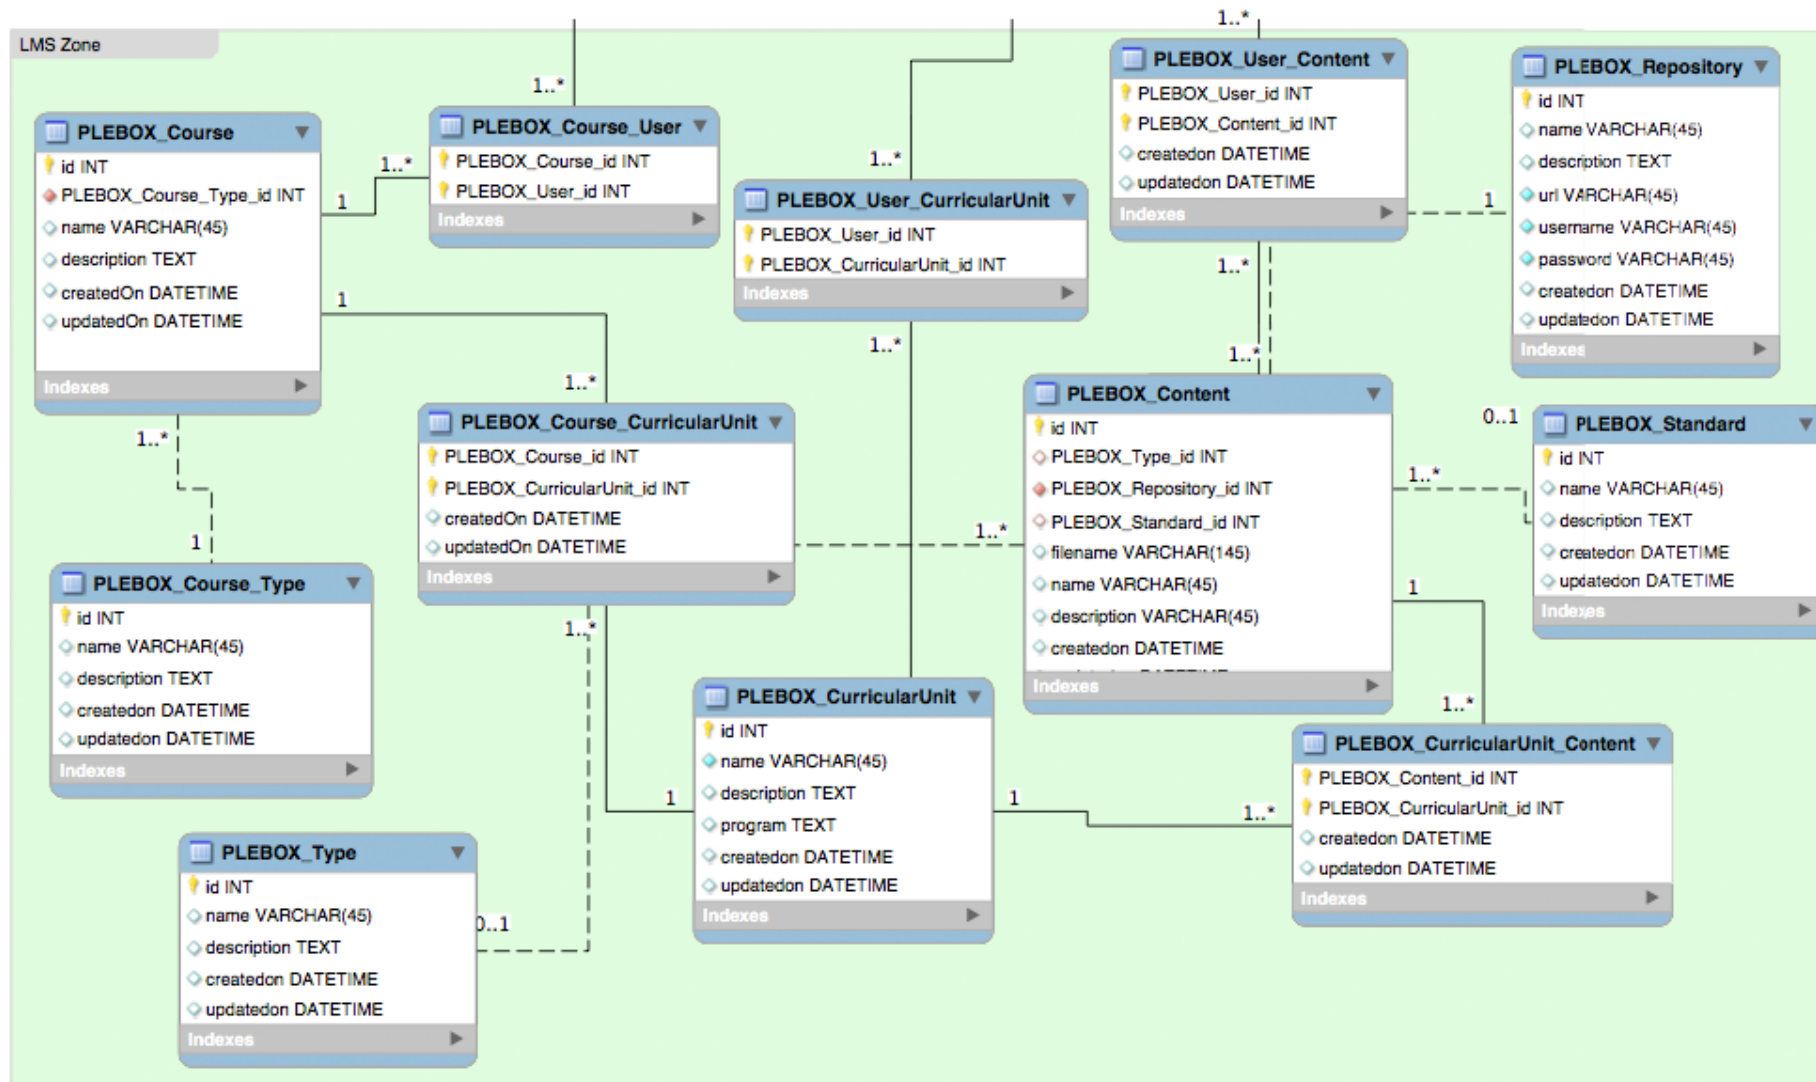 LMS Zone
1..*
1..*
PLEBOX_Course
id INT
PLEBOX_Course_Type_id INT
name VARCHAR(45)
description TEXT
createdOn DATETIME
updatedOn DATETIME
Indexes
1
1..*
PLEBOX_Course_User
PLEBOX_Course_id INT
PLEBOX_User_id INT
Indexes
1..*
PLEBOX_User_CurricularUnit
PLEBOX_User_id INT
PLEBOX_CurricularUnit_id INT
Indexes
1..*
PLEBOX_User_Content
PLEBOX_User_id INT
PLEBOX_Content_id INT
createdon DATETIME
updatedon DATETIME
Indexes
1
1..*
1..*
PLEBOX_Repository
id INT
name VARCHAR(45)
description TEXT
url VARCHAR(45)
username VARCHAR(45)
password VARCHAR(45)
createdon DATETIME
updatedon DATETIME
Indexes
1
1..*
PLEBOX_Course_CurricularUnit
PLEBOX_Course_id INT
PLEBOX_CurricularUnit_id INT
createdOn DATETIME
updatedOn DATETIME
Indexes
1..*
1..*
PLEBOX_Content
id INT
PLEBOX_Type_id INT
PLEBOX_Repository_id INT
PLEBOX_Standard_id INT
filename VARCHAR(145)
name VARCHAR(45)
description VARCHAR(45)
createdon DATETIME
Indexes
1..*
0..1
PLEBOX_Standard
id INT
name VARCHAR(45)
description TEXT
createdon DATETIME
updatedon DATETIME
Indexes
1..*
1
PLEBOX_Course_Type
id INT
name VARCHAR(45)
description TEXT
createdon DATETIME
updatedon DATETIME
Indexes
PLEBOX_CurricularUnit
id INT
name VARCHAR(45)
description TEXT
program TEXT
createdon DATETIME
updatedon DATETIME
Indexes
1
1
1..*
1
1..*
PLEBOX_CurricularUnit_Content
PLEBOX_Content_id INT
PLEBOX_CurricularUnit_id INT
createdon DATETIME
updatedon DATETIME
Indexes
PLEBOX_Type
id INT
name VARCHAR(45)
description TEXT
createdon DATETIME
updatedon DATETIME
Indexes
0..1